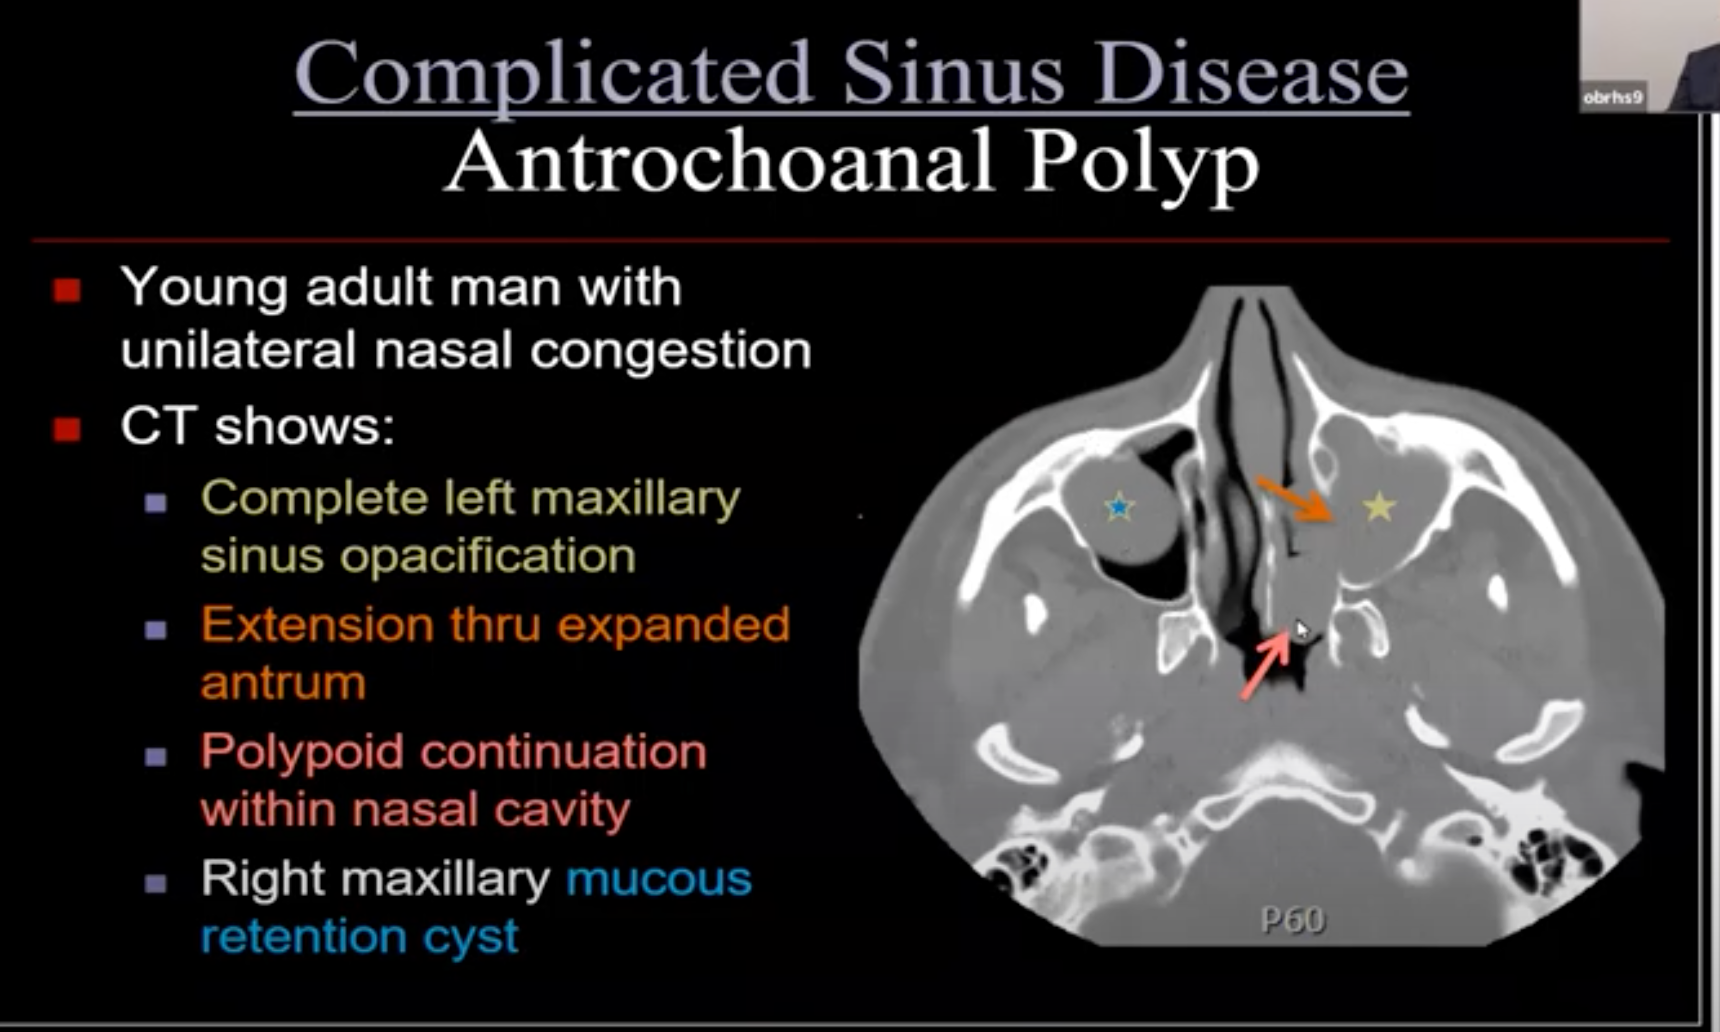 Complicated Sinus Disease
Antrochoanal Polyp
obrhs9
Young adult man with
unilateral nasal congestion
CT shows:
Complete left maxillary
sinus opacification
Extension thru expanded
antrum
Polypoid continuation
within nasal cavity
Right maxillary mucous
retention cyst
P60